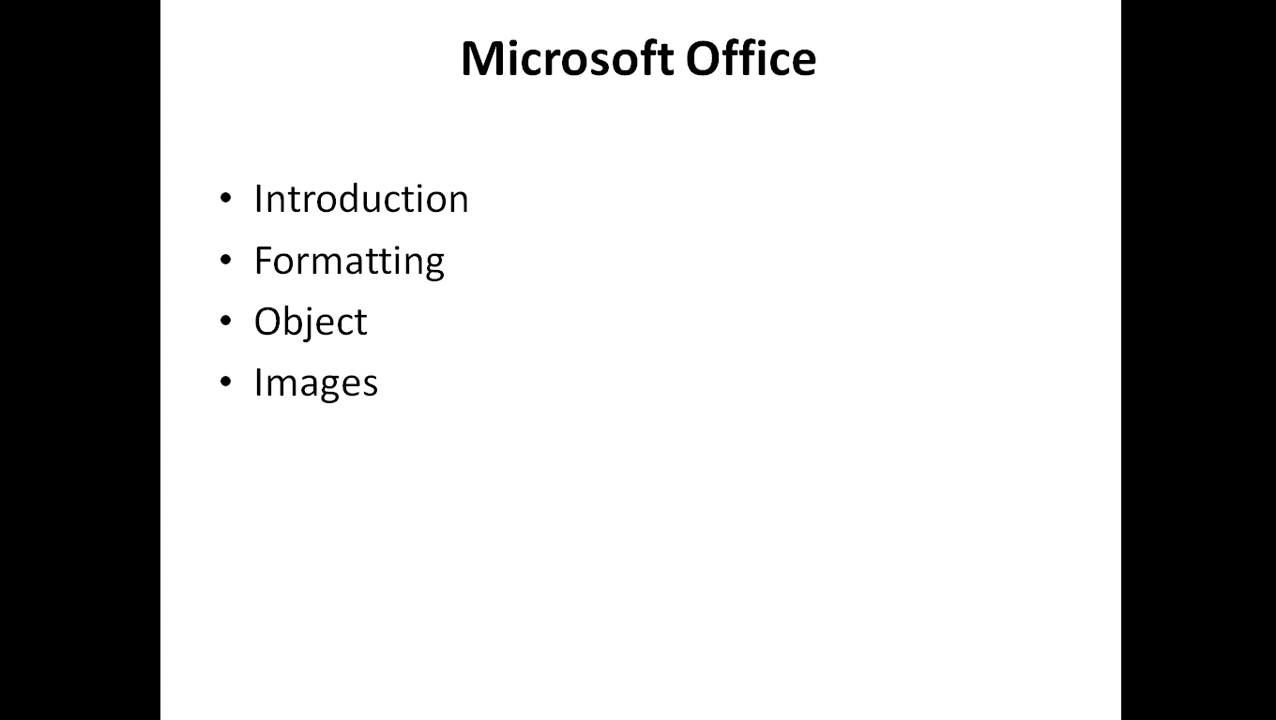 Microsoft Office
• Introduction
• Formatting
• Object
• Images